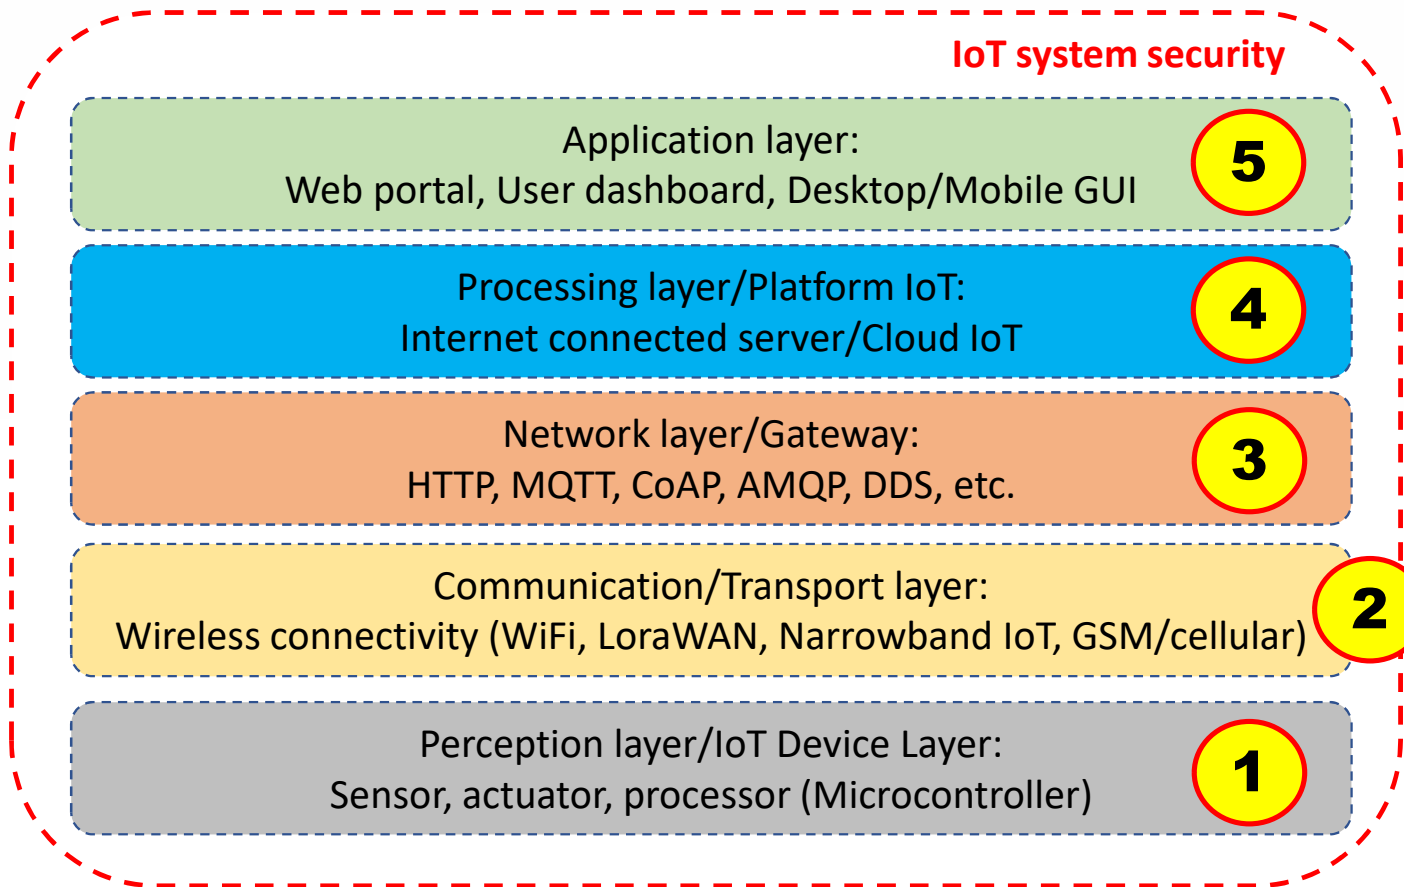 IoT system security
Application layer:
Web portal, User dashboard, Desktop/Mobile GUI
5
Processing layer/Platform IoT:
Internet connected server/Cloud IoT
4
Network layer/Gateway:
HTTP, MQTT, CoAP, AMQP, DDS, etc.
3
Communication/Transport layer:
Wireless connectivity (WiFi, LoraWAN, Narrowband IoT, GSM/cellular)
2
Perception layer/IoT Device Layer:
Sensor, actuator, processor (Microcontroller)
1